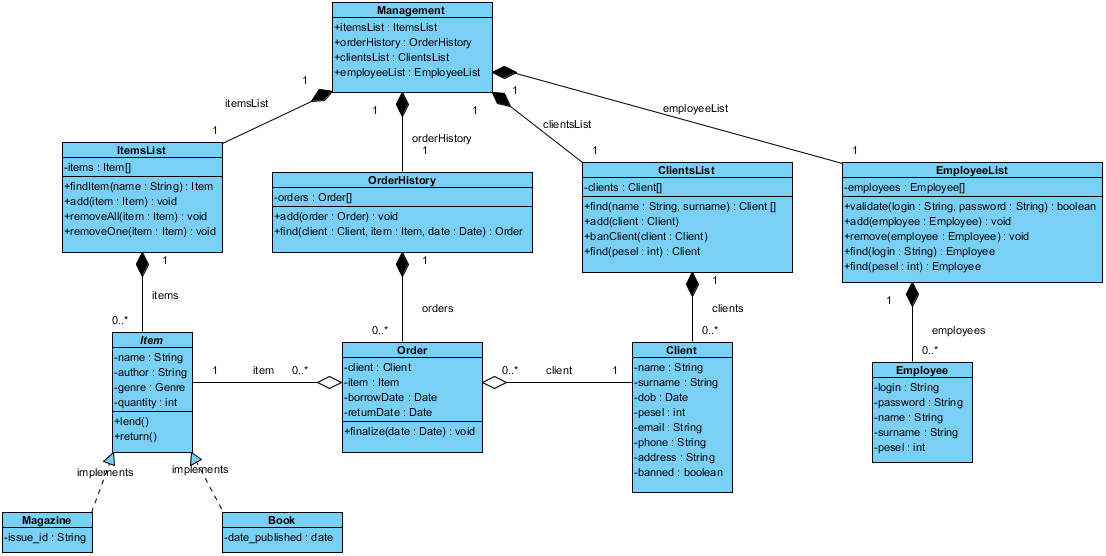 Management
+itemsList : ItemsList
+orderHistory : OrderHistory
+clientsList : ClientsList
+employeeList : EmployeeList
1
itemsList
1
1
orderHistory
1
1
clientsList
1
1
employeeList
1
ItemsList
-items : Item[]
+findItem(name : String) : Item
+add(item : Item) : void
+removeAll(item : Item) : void
+removeOne(item : Item) : void
OrderHistory
-orders : Order[]
+add(order : Order) : void
+find(client : Client, item : Item, date : Date) : Order
ClientsList
-clients : Client[]
+find(name : String, surname) : Client []
+add(client : Client)
+banClient(client : Client)
+find(pesel : int) : Client
EmployeeList
-employees : Employee[]
+validate(login : String, password : String) : boolean
+add(employee : Employee) : void
+remove(employee : Employee) : void
+find(login : String) : Employee
+find(pesel : int) : Employee
1
items
0..*
1
orders
0..*
1
clients
0..*
1
employees
0..*
Item
-name : String
-author : String
-genre : Genre
-quantity : int
+lend()
+return()
1
item
0..*
Order
-client : Client
-item : Item
-borrowDate : Date
-returnDate : Date
+finalize(date : Date) : void
0..*
client
1
Client
-name : String
-surname : String
-dob : Date
-pesel : int
-email : String
-phone : String
-address : String
-banned : boolean
Employee
-login : String
-password : String
-name : String
-surname : String
-pesel : int
implements
implements
Magazine
-issue_id : String
Book
-date_published : date